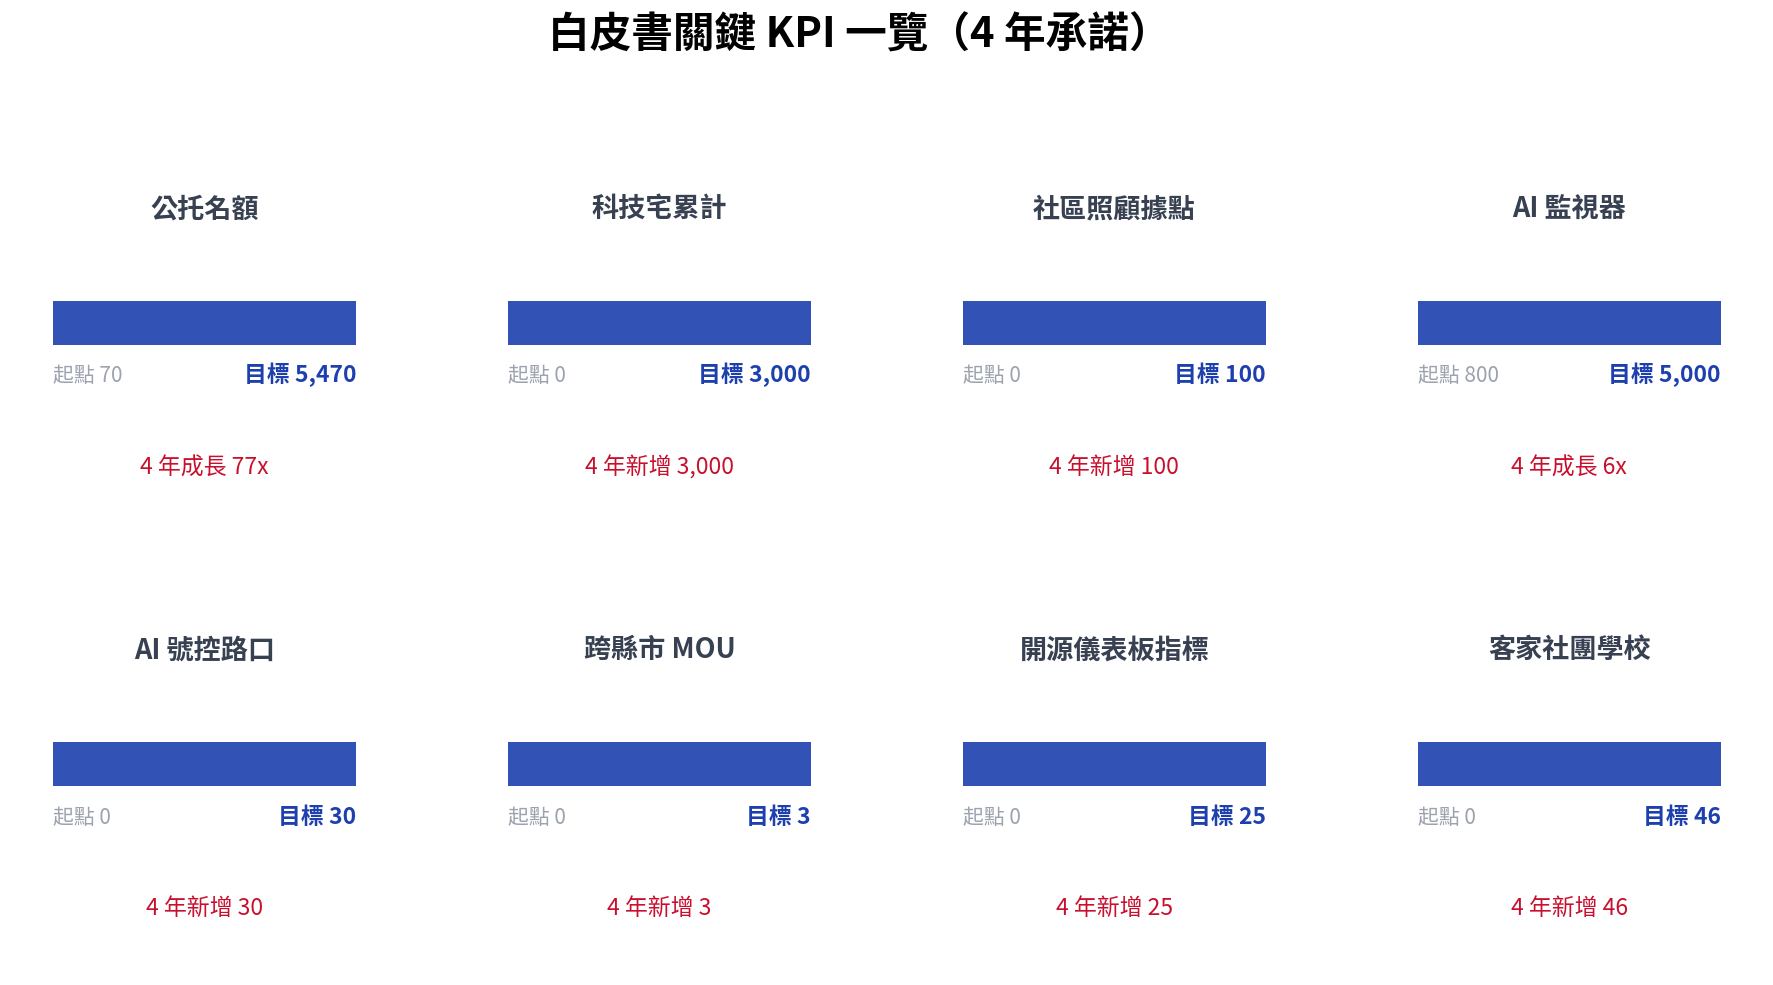 白皮書關鍵 KPI 一覽（4 年承諾）
公托名額
科技宅累計
社區照顧據點
AI 監視器
起點 70
目標 5,470
起點 0
目標 3,000
起點 0
目標 100
起點 800
目標 5,000
4 年成長 77x
4 年新增 3,000
4 年新增 100
4 年成長 6x
AI 號控路口
跨縣市 MOU
開源儀表板指標
客家社團學校
起點 0
目標 30
起點 0
目標 3
起點 0
目標 25
起點 0
目標 46
4 年新增 30
4 年新增 3
4 年新增 25
4 年新增 46